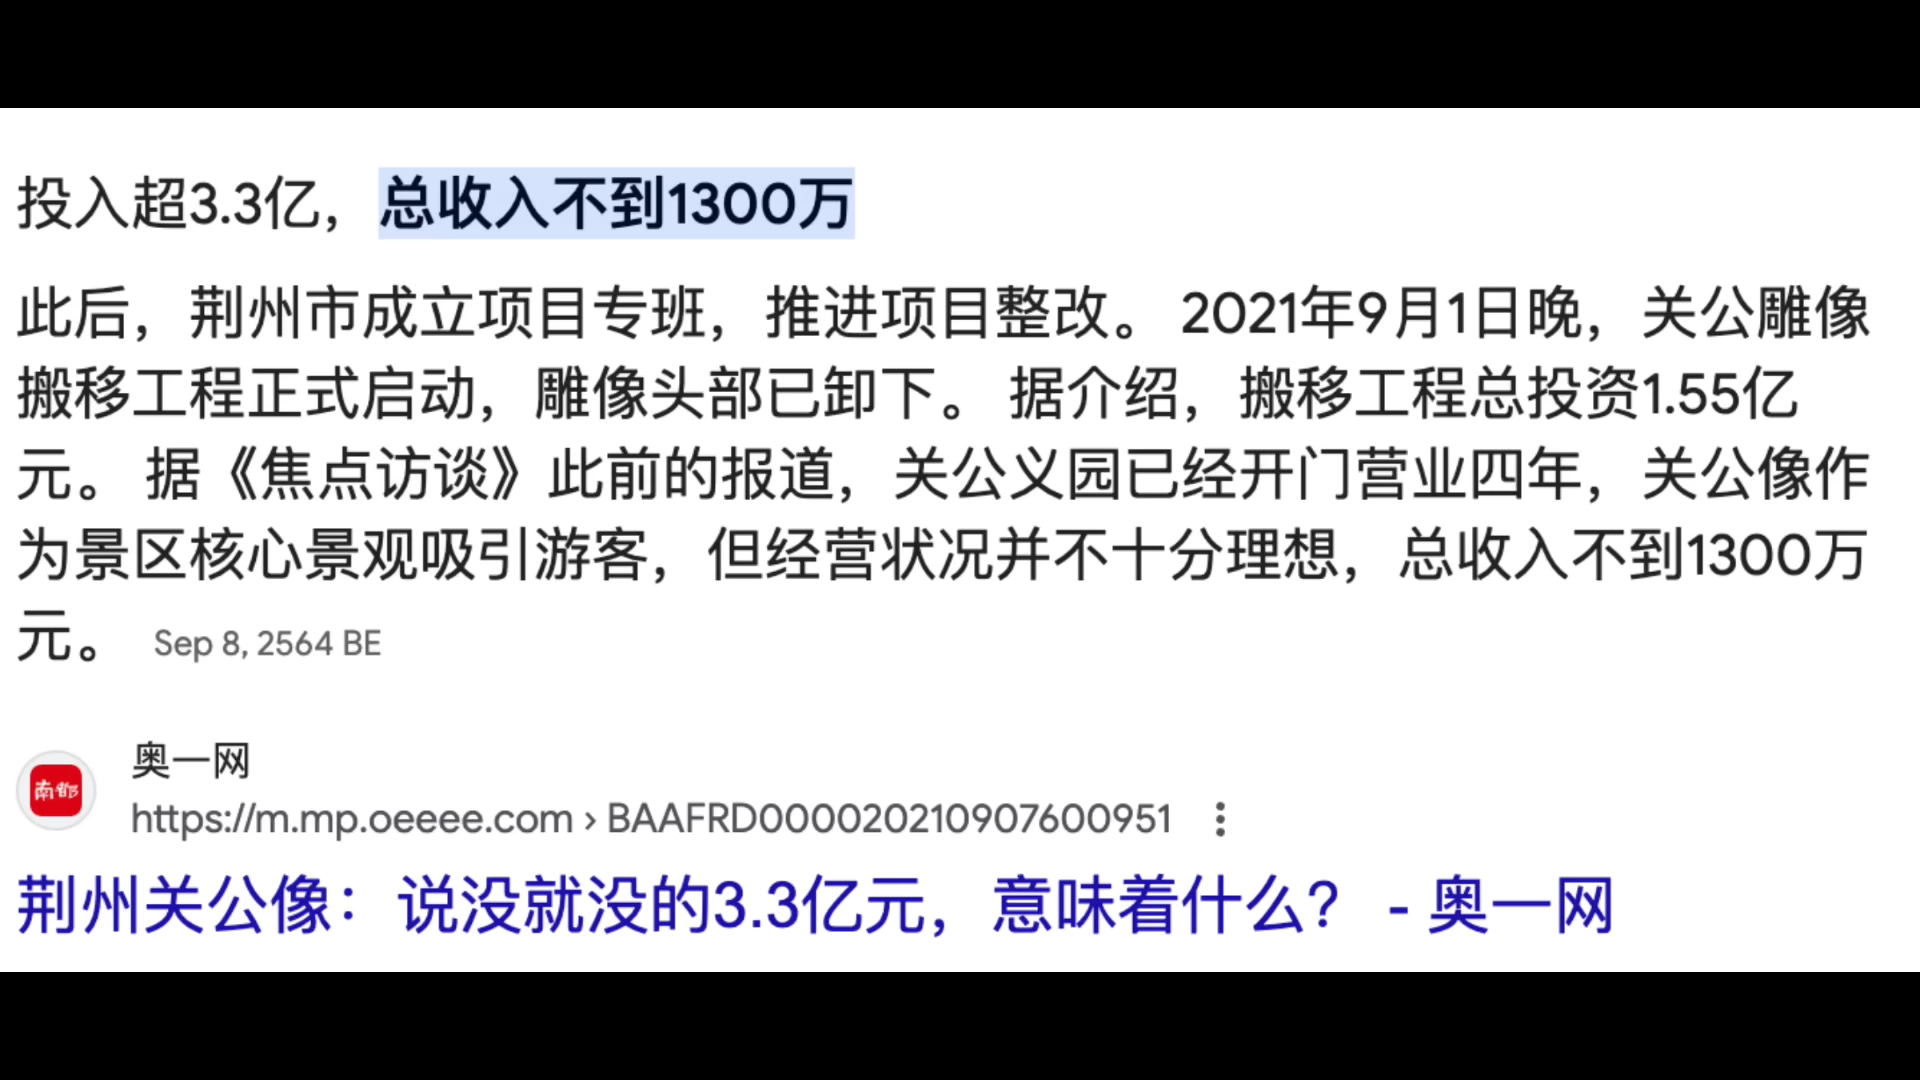 投入超3.3亿，总收入不到1300万
此后，荆州市成立项目专班，推进项目整改。 2021年9月1日晚，关公雕像
搬移工程正式启动，雕像头部已卸下。 据介绍，搬移工程总投资1.55亿
元。 据《焦点访谈》此前的报道，关公义园已经开门营业四年，关公像作
为景区核心景观吸引游客，但经营状况并不十分理想，总收入不到1300万
元。 Sep 8, 2564 BE
奥一网
南都
https://m.mp.oeeee.com › BAAFRD000020210907600951
荆州关公像：说没就没的3.3亿元，意味着什么？ - 奥一网